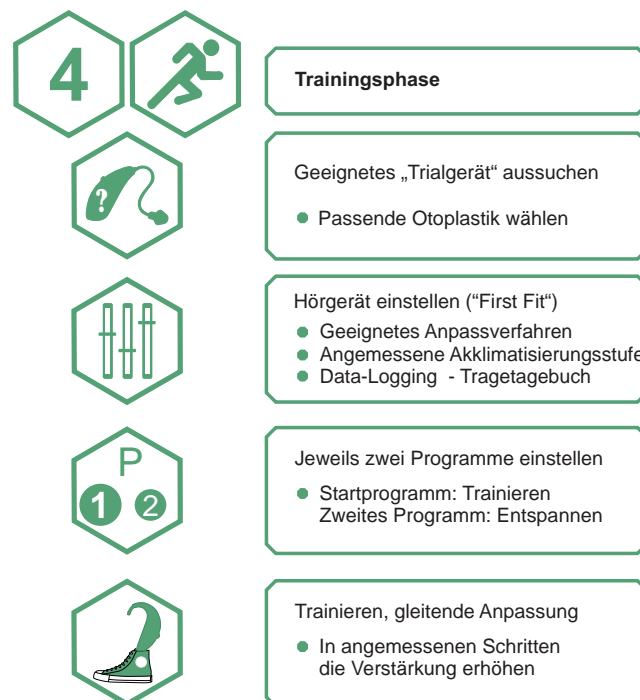 4
Trainingsphase
?
Geeignetes „Trialgerät“ aussuchen
Passende Otoplastik wählen
Hörgerät einstellen (“First Fit“)
Geeignetes Anpassverfahren
Angemessene Akklimatisierungsstufe
Data-Logging - Tragetagebuch
P
1 2
Jeweils zwei Programme einstellen
Startprogramm: Trainieren
Zweites Programm: Entspannen
Trainieren, gleitende Anpassung
In angemessenen Schritten
die Verstärkung erhöhen